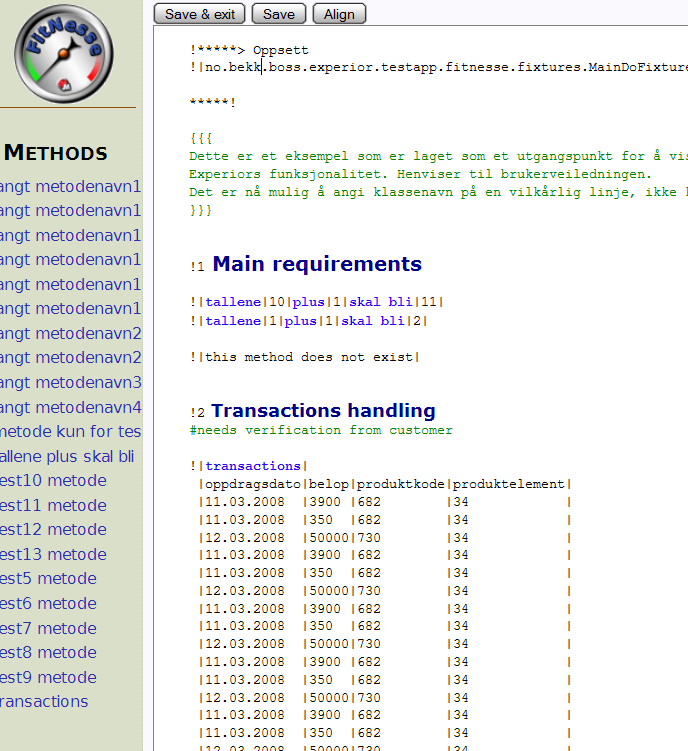 FitNesse
Save & exit
Save
Align
METHODS
angt metodenavn1
angt metodenavn1
angt metodenavn1
angt metodenavn1
angt metodenavn1
angt metodenavn1
angt metodenavn2
angt metodenavn2
angt metodenavn3
angt metodenavn4
metode kun for tes
allene plus skal bli
est10 metode
est11 metode
est12 metode
est13 metode
est5 metode
est6 metode
est7 metode
est8 metode
est9 metode
ransactions
!*****> Oppsett
!|no.bekk.boss.experior.testapp.fitnesse.fixtures.MainDoFixture
*****!
{{{
Dette er et eksempel som er laget som et utgangspunkt for å vis
Experiors funksjonalitet. Henviser til brukerveiledningen.
Det er nå mulig å angi klassenavn på en vilkårlig linje, ikke
}}}
!1 Main requirements
!|tallene|10|plus|1|skal bli|11|
!|tallene|1|plus|1|skal bli|2|
!|this method does not exist|
!2 Transactions handling
#needs verification from customer
!|transactions|
|oppdragsdato|belop|produktkode|produktelement|
|11.03.2008 |3900 |682 |34 |
|11.03.2008 |350 |682 |34 |
|12.03.2008 |50000|730 |34 |
|11.03.2008 |3900 |682 |34 |
|11.03.2008 |350 |682 |34 |
|12.03.2008 |50000|730 |34 |
|11.03.2008 |3900 |682 |34 |
|11.03.2008 |350 |682 |34 |
|12.03.2008 |50000|730 |34 |
|11.03.2008 |3900 |682 |34 |
|11.03.2008 |350 |682 |34 |
|12.03.2008 |50000|730 |34 |
|11.03.2008 |3900 |682 |34 |
|11.03.2008 |350 |682 |34 |
|12.03.2008 |50000|730 |34 |